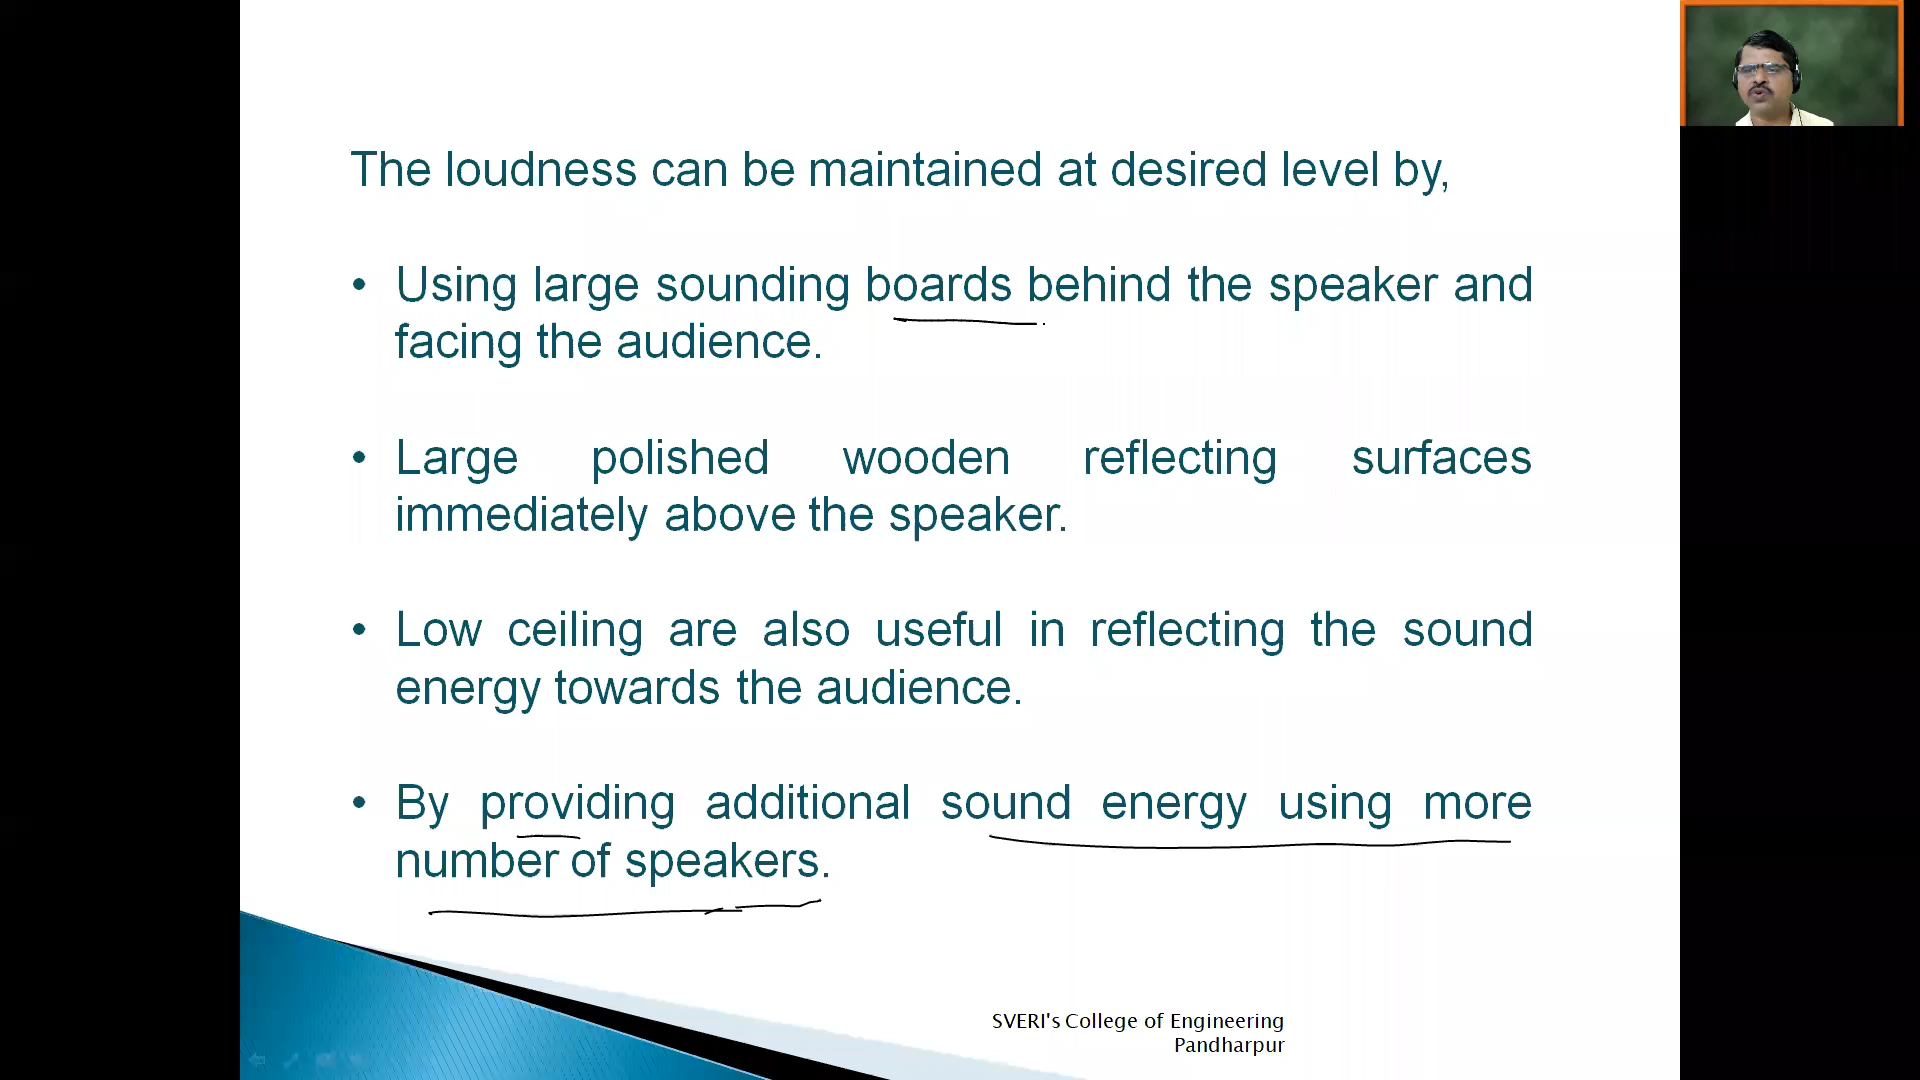 The loudness can be maintained at desired level by,
• Using large sounding boards behind the speaker and
facing the audience.
• Large polished wooden reflecting surfaces
immediately above the speaker.
• Low ceiling are also useful in reflecting the sound
energy towards the audience.
• By providing additional sound energy using more
number of speakers.
SVERI's College of Engineering
Pandharpur